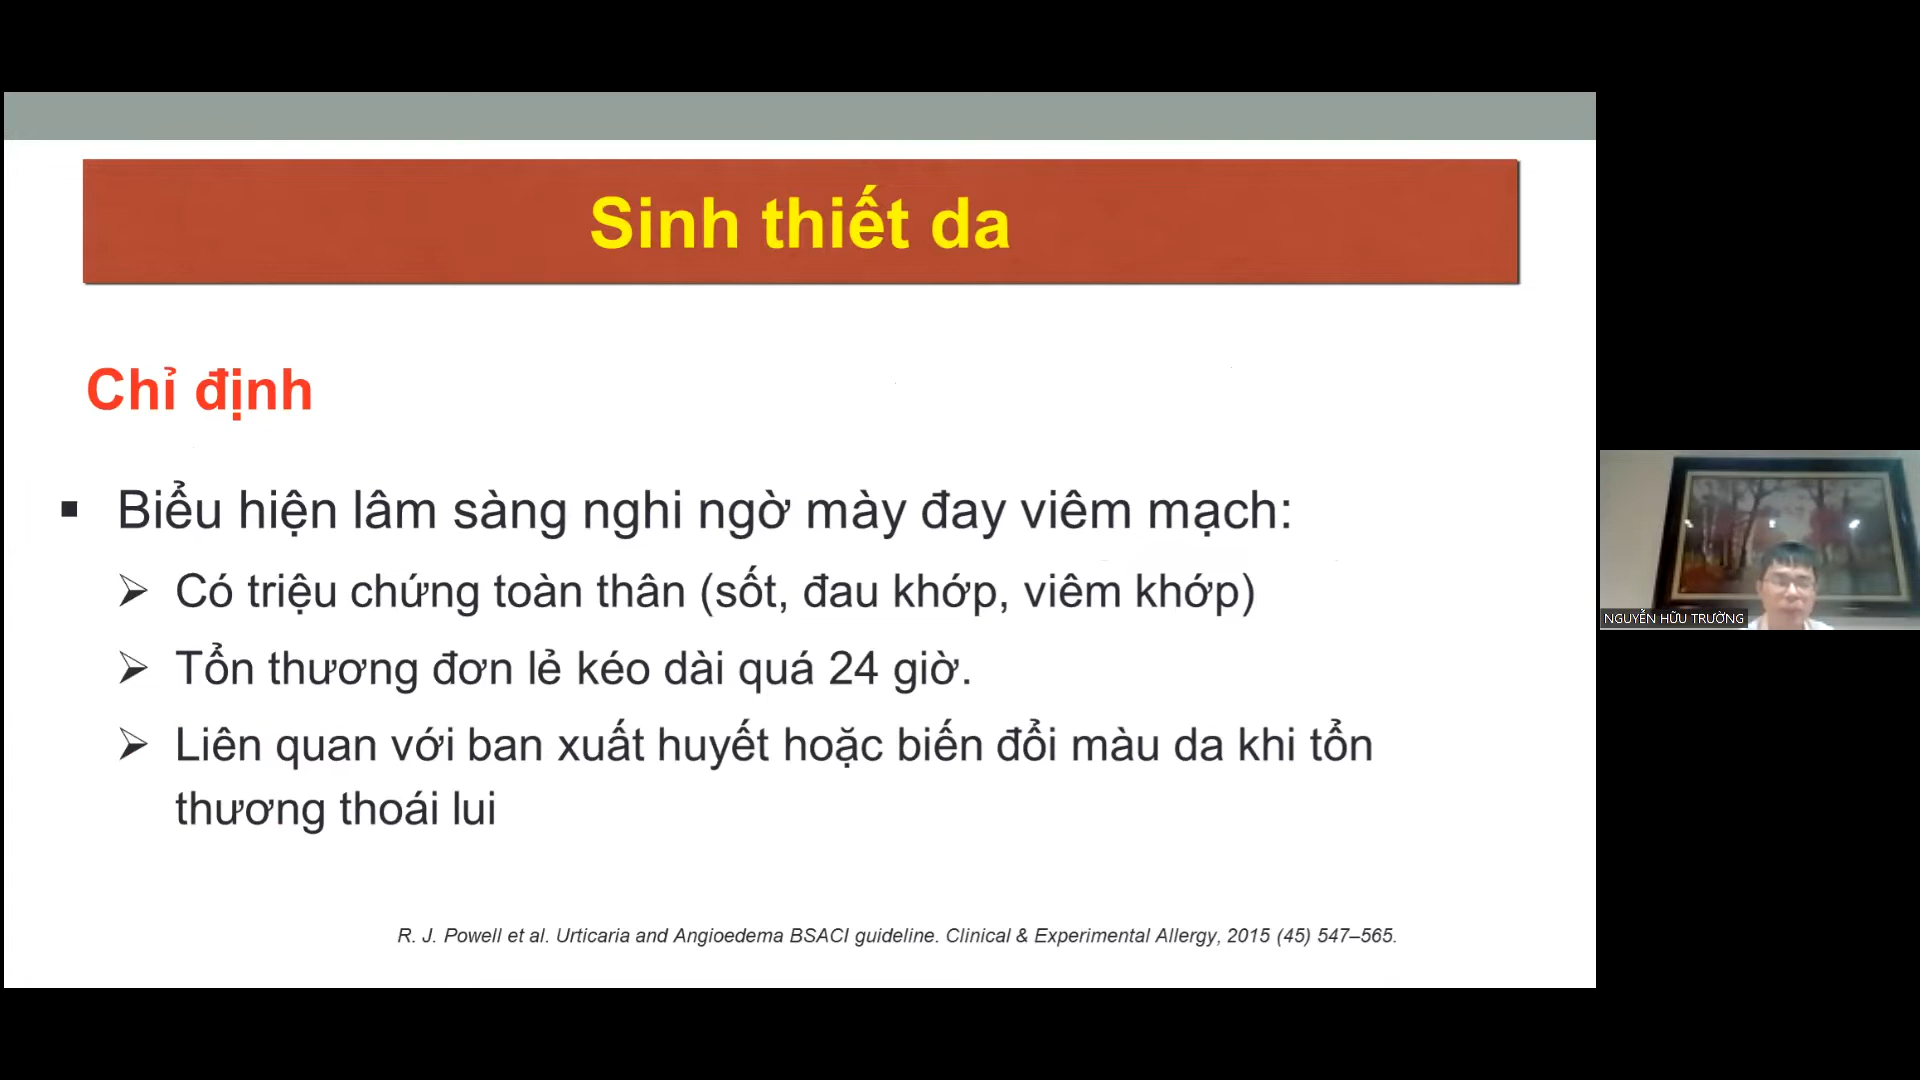 Sinh thiết da
Chỉ định
▪ Biểu hiện lâm sàng nghi ngờ mày đay viêm mạch:
➢ Có triệu chứng toàn thân (sốt, đau khớp, viêm khớp)
➢ Tổn thương đơn lẻ kéo dài quá 24 giờ.
➢ Liên quan với ban xuất huyết hoặc biến đổi màu da khi tổn
thương thoái lui
R. J. Powell et al. Urticaria and Angioedema BSACI guideline. Clinical & Experimental Allergy, 2015 (45) 547–565.
NGUYỄN HỮU TRƯỜNG